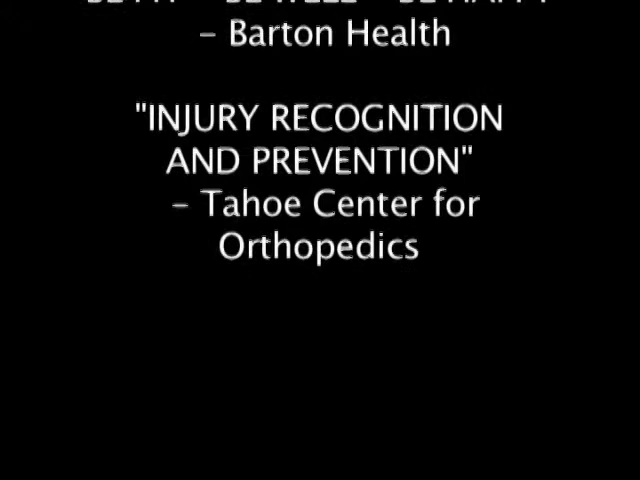 – Barton Health
"INJURY RECOGNITION
AND PREVENTION"
– Tahoe Center for
Orthopedics